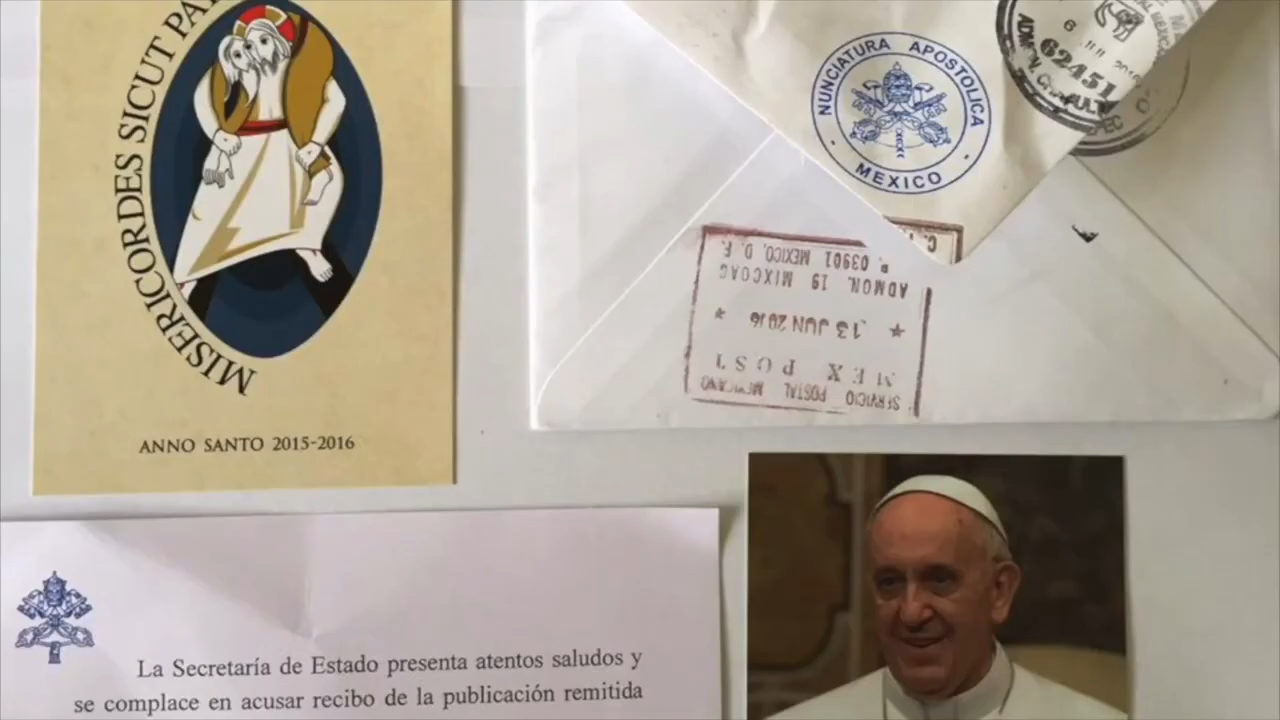 MISERICORDES SICUT PA
ANNO SANTO 2015-2016
NUNCIATURA APOSTOLICA
MEXICO
62451
SERVICIO POSTAL MEXICANO
MEX POST
13 JUN 2016
ADMON. 19 MIXCOAC
P. 03901 MEXICO, D. F.
La Secretaría de Estado presenta atentos saludos y
se complace en acusar recibo de la publicación remitida